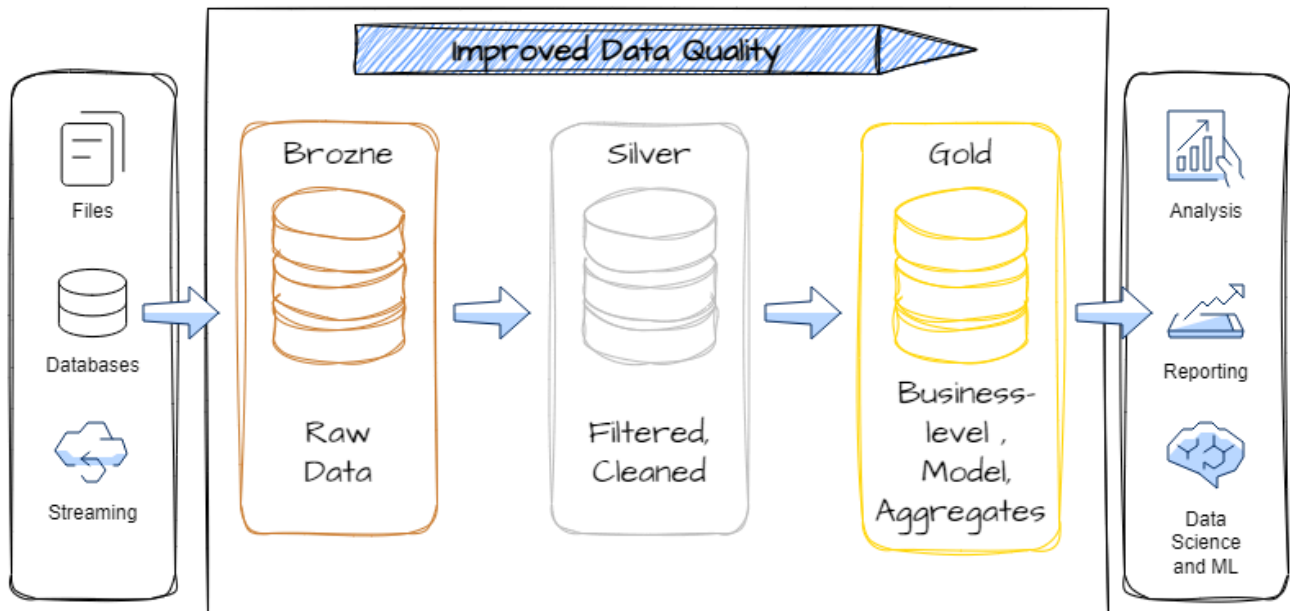 Improved Data Quality
Files
Databases
Streaming
Brozne
Raw
Data
Silver
Filtered,
Cleaned
Gold
Business-
level ,
Model,
Aggregates
Analysis
Reporting
Data
Science
and ML